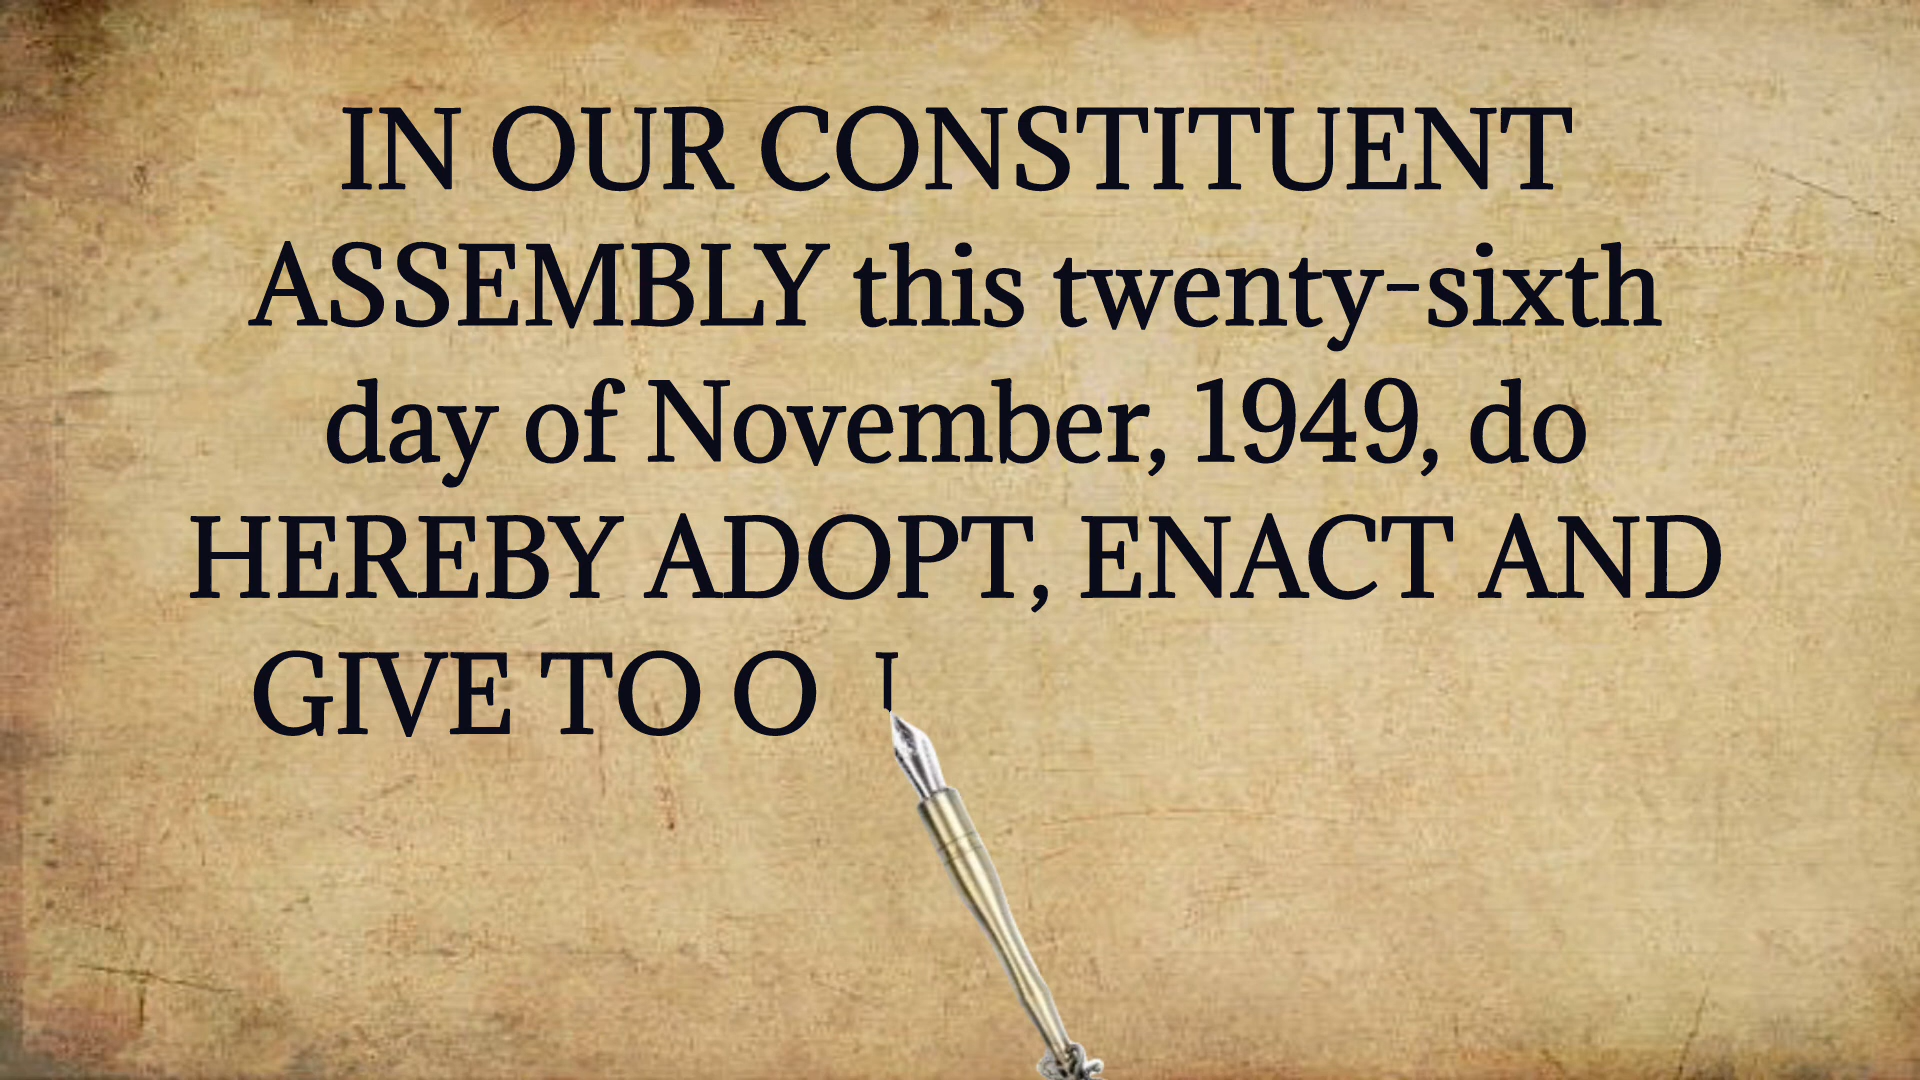 IN OUR CONSTITUENT
ASSEMBLY this twenty-sixth
day of November, 1949, do
HEREBY ADOPT, ENACT AND
GIVE TO O